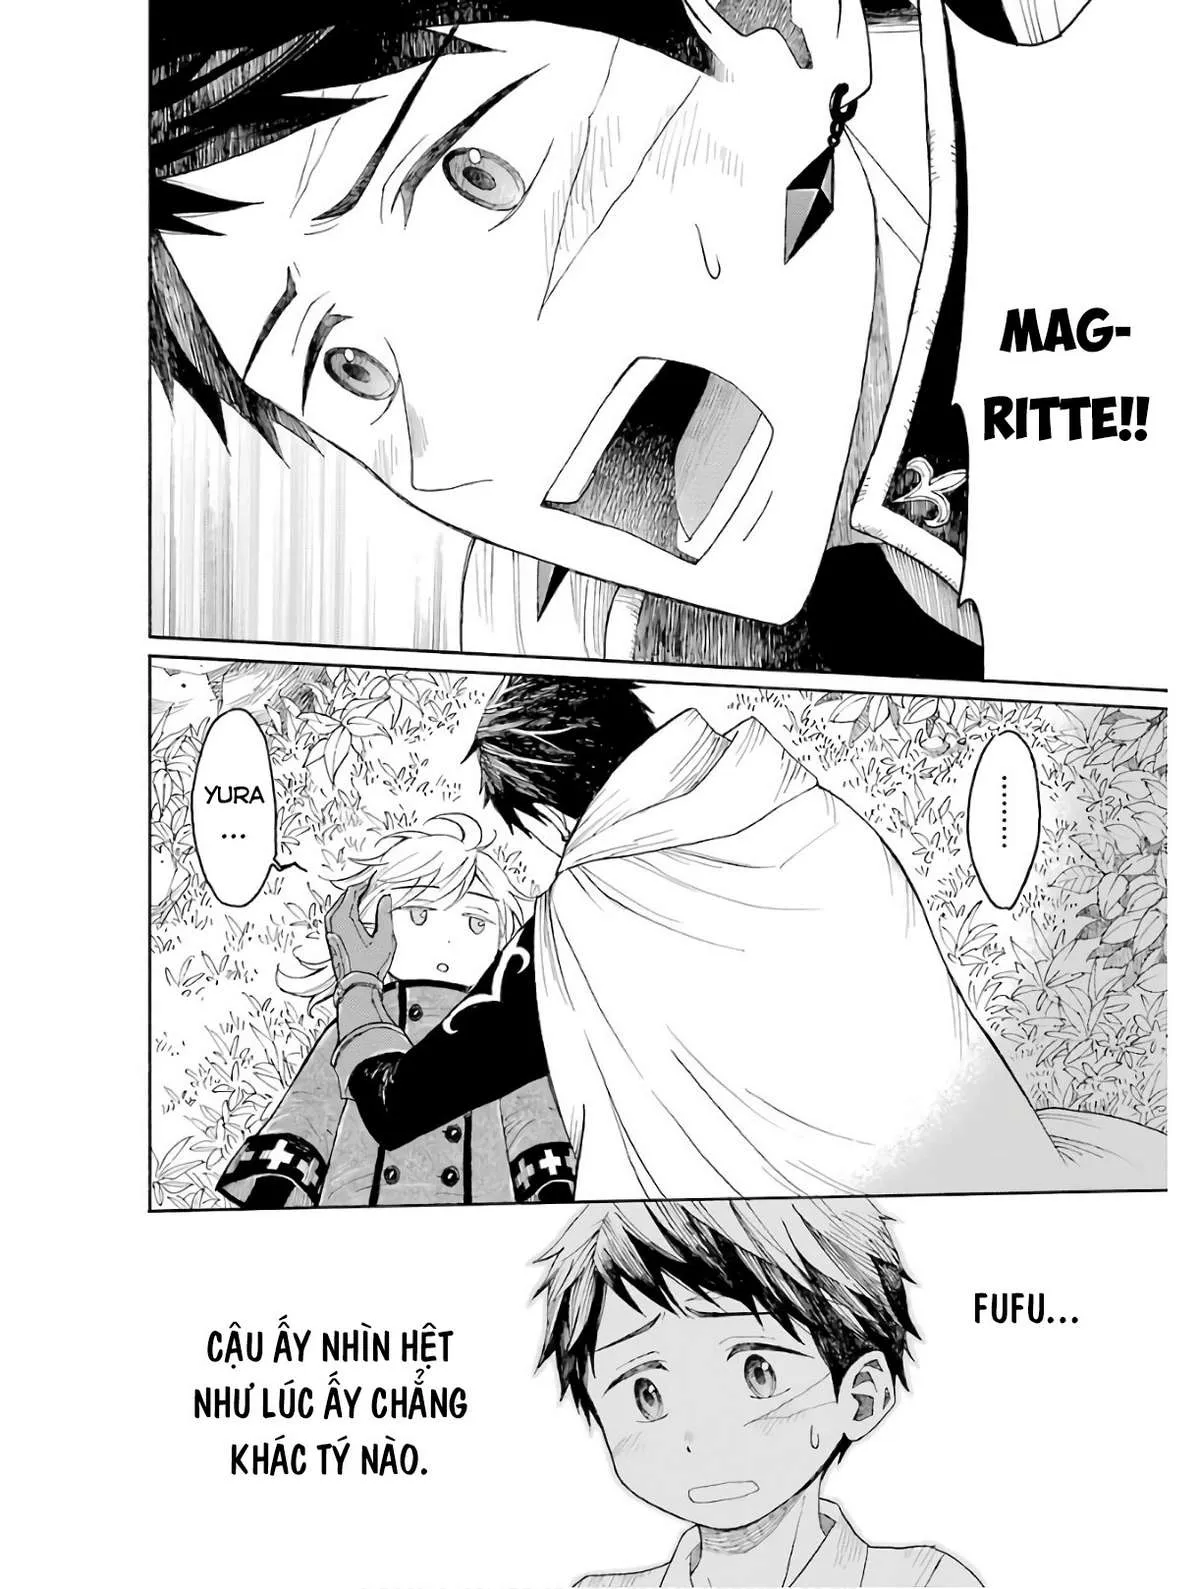 MAG-
RITTE!!
.........
YURA
...
FUFU...
CẬU ẤY NHÌN HỆT
NHƯ LÚC ẤY CHẲNG
KHÁC TÝ NÀO.